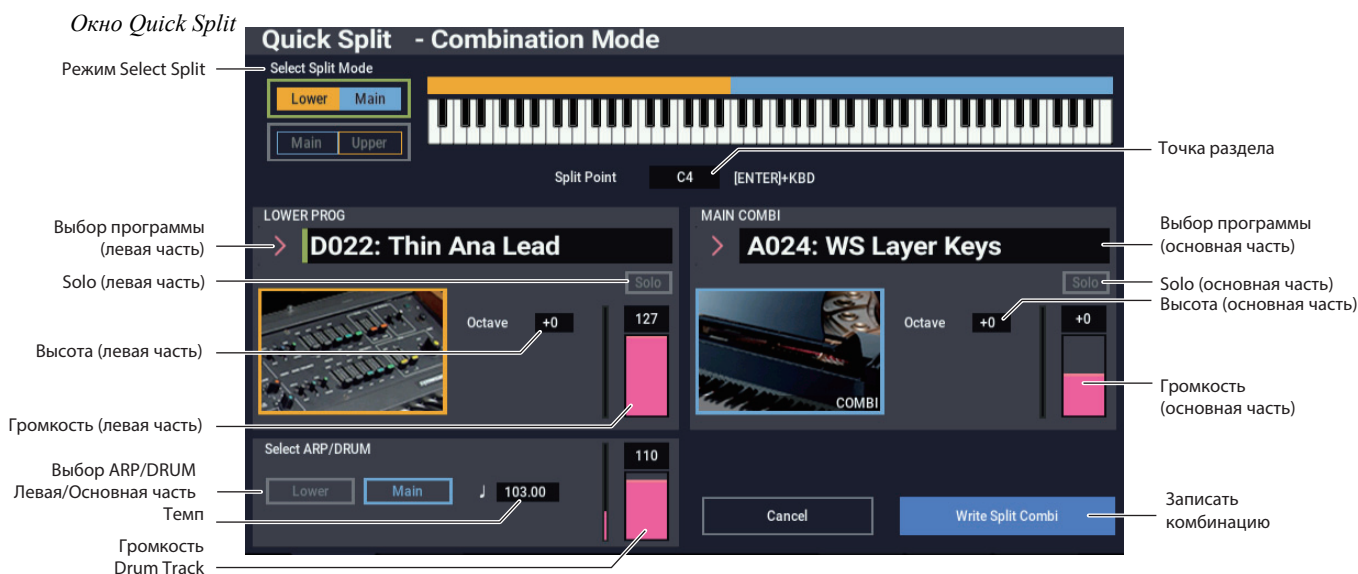 Окно Quick Split
Quick Split - Combination Mode
Режим Select Split
Select Split Mode
Lower Main
Main Upper
Точка раздела
Split Point C4 [ENTER]+KBD
LOWER PROG
MAIN COMBI
Выбор программы
(левая часть)
D022: Thin Ana Lead
A024: WS Layer Keys
Выбор программы
(основная часть)
Solo (левая часть)
Solo
Solo
Solo (основная часть)
Высота (основная часть)
Octave +0
127
Octave +0
+0
Высота (левая часть)
COMBI
Громкость
(основная часть)
Громкость (левая часть)
Select ARP/DRUM
110
Выбор ARP/DRUM
Левая/Основная часть
Темп
Lower Main ♩ 103.00
Cancel
Write Split Combi
Записать
комбинацию
Громкость
Drum Track